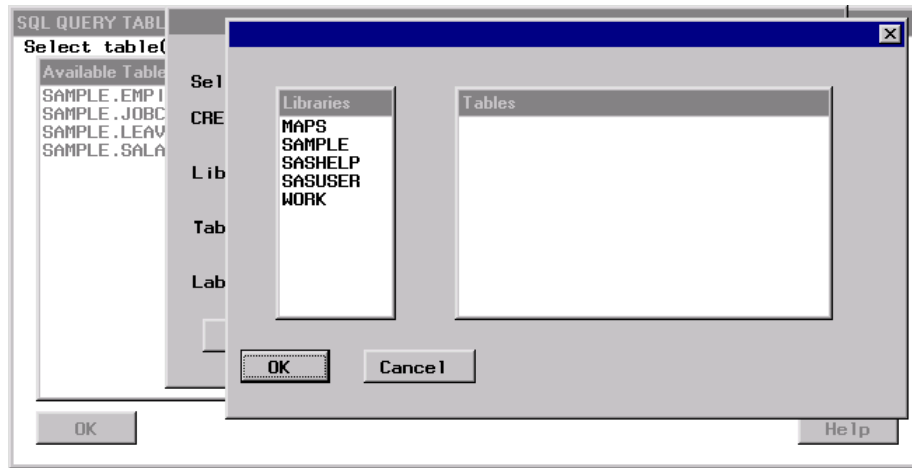 SQL QUERY TABL
Select table(
Available Table
SAMPLE.EMPI
SAMPLE.JOBC
SAMPLE.LEAV
SAMPLE.SALA
Sel
CRE
Lib
Tab
Lab
Libraries
MAPS
SAMPLE
SASHELP
SASUSER
WORK
Tables
OK
Cancel
OK
Help